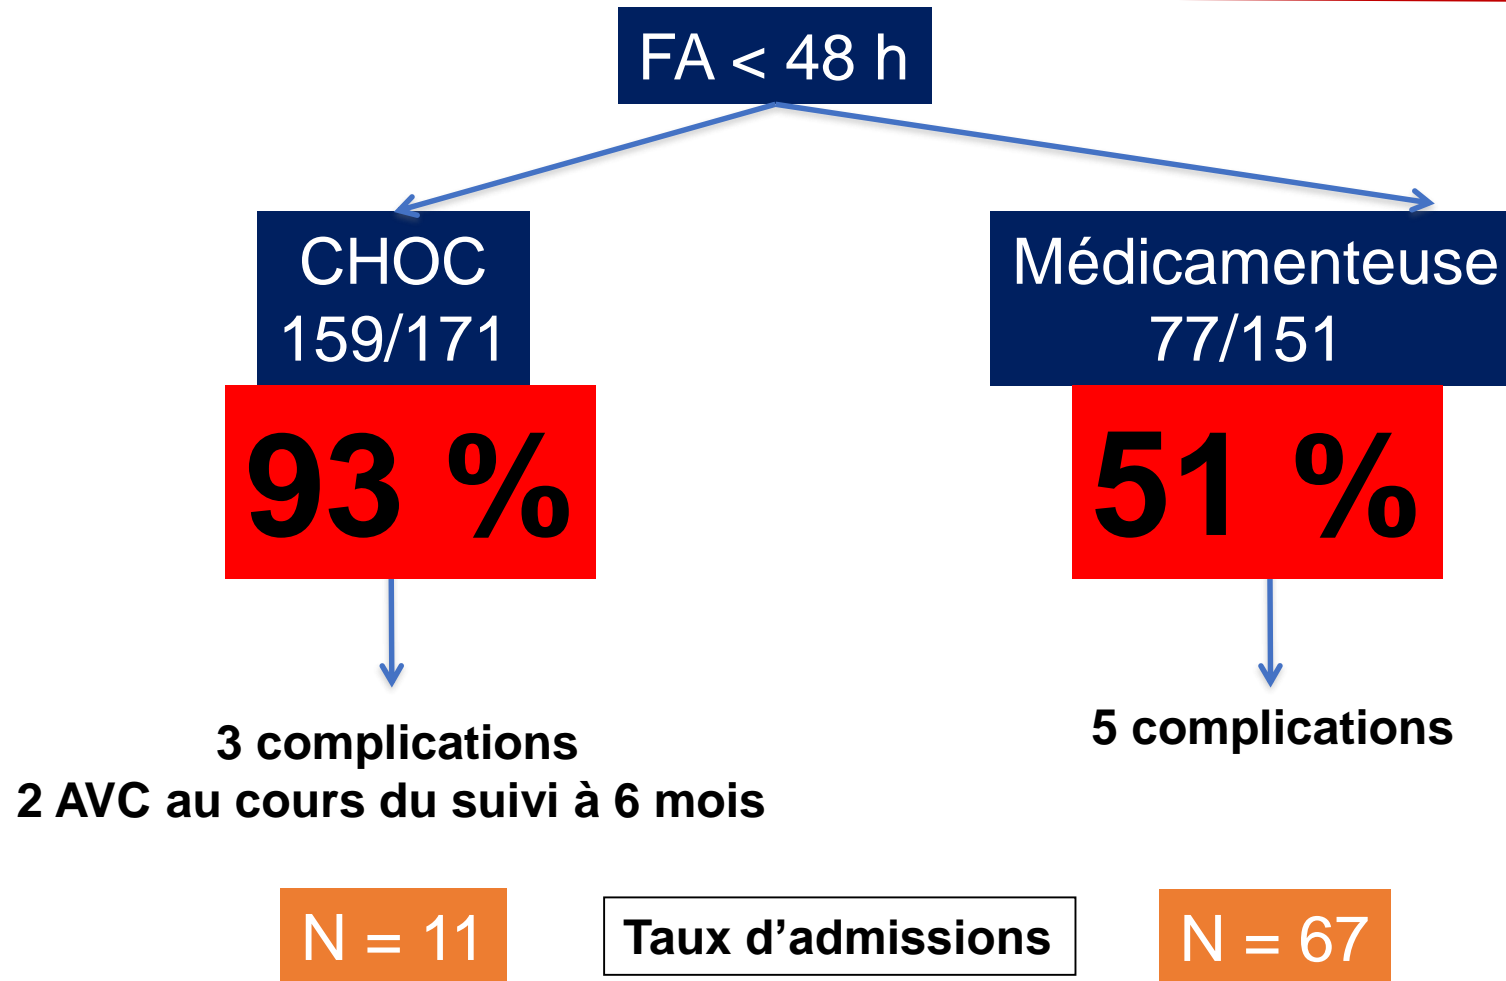 FA < 48 h
CHOC
159/171
93 %
Médicamenteuse
77/151
51 %
3 complications
2 AVC au cours du suivi à 6 mois
5 complications
N = 11
Taux d’admissions
N = 67